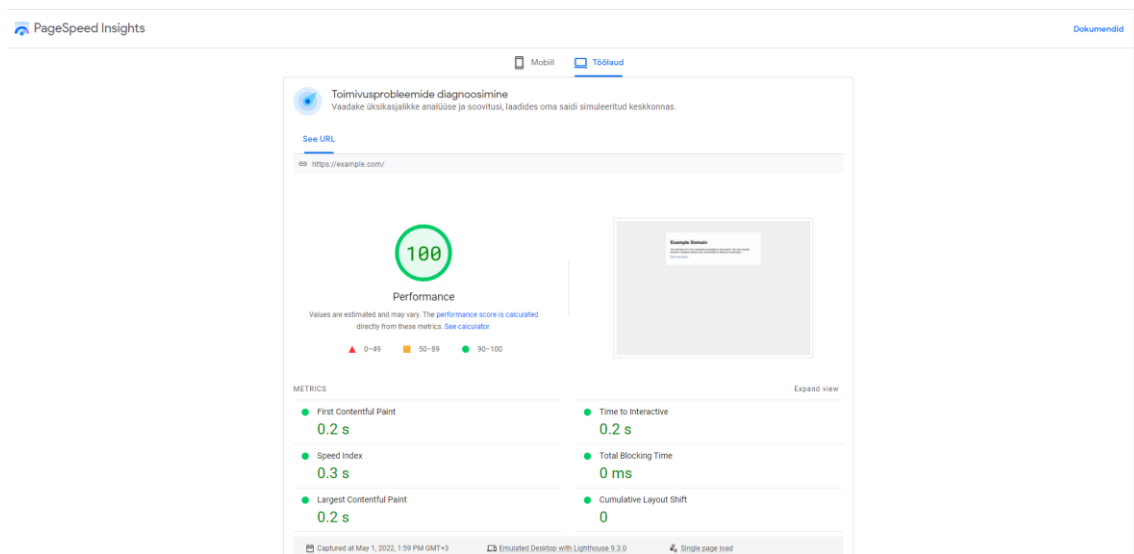 PageSpeed Insights
Dokumendid
Mobiil
Töölaud
Toimivusprobleemide diagnoosimine
Vaadake üksikasjalikke analüüse ja soovitusi, laadides oma saidi simuleeritud keskkonnas.
See URL
https://example.com/
100
Performance
Values are estimated and may vary. The performance score is calculated
directly from these metrics. See calculator.
0–49
50–89
90–100
Example Domain
METRICS
Expand view
First Contentful Paint
0.2 s
Time to Interactive
0.2 s
Speed Index
0.3 s
Total Blocking Time
0 ms
Largest Contentful Paint
0.2 s
Cumulative Layout Shift
0
Captured at May 1, 2022, 1:59 PM GMT+3
Emulated Desktop with Lighthouse 9.3.0
Single page load